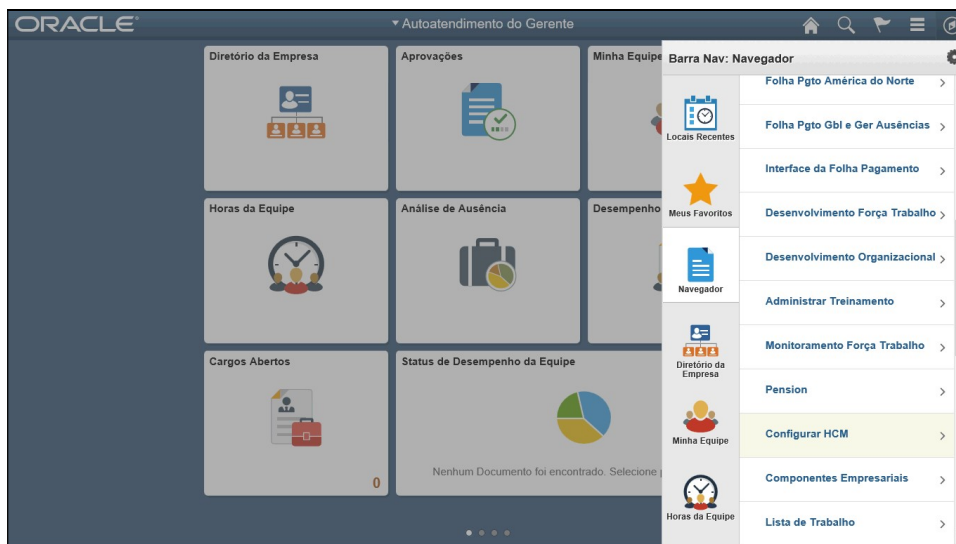 ORACLE
Autoatendimento do Gerente
Diretório da Empresa
Aprovações
Minha Equipe
Barra Nav: Navegador
Locais Recentes
Folha Pgto América do Norte
Folha Pgto Gbl e Ger Ausências
Interface da Folha Pagamento
Horas da Equipe
Análise de Ausência
Desempenho
Meus Favoritos
Desenvolvimento Força Trabalho
Desenvolvimento Organizacional
Navegador
Administrar Treinamento
Monitoramento Força Trabalho
Cargos Abertos
Status de Desempenho da Equipe
Diretório da
Empresa
Pension
Configurar HCM
Minha Equipe
Nenhum Documento foi encontrado. Selecione
0
Componentes Empresariais
Horas da Equipe
Lista de Trabalho